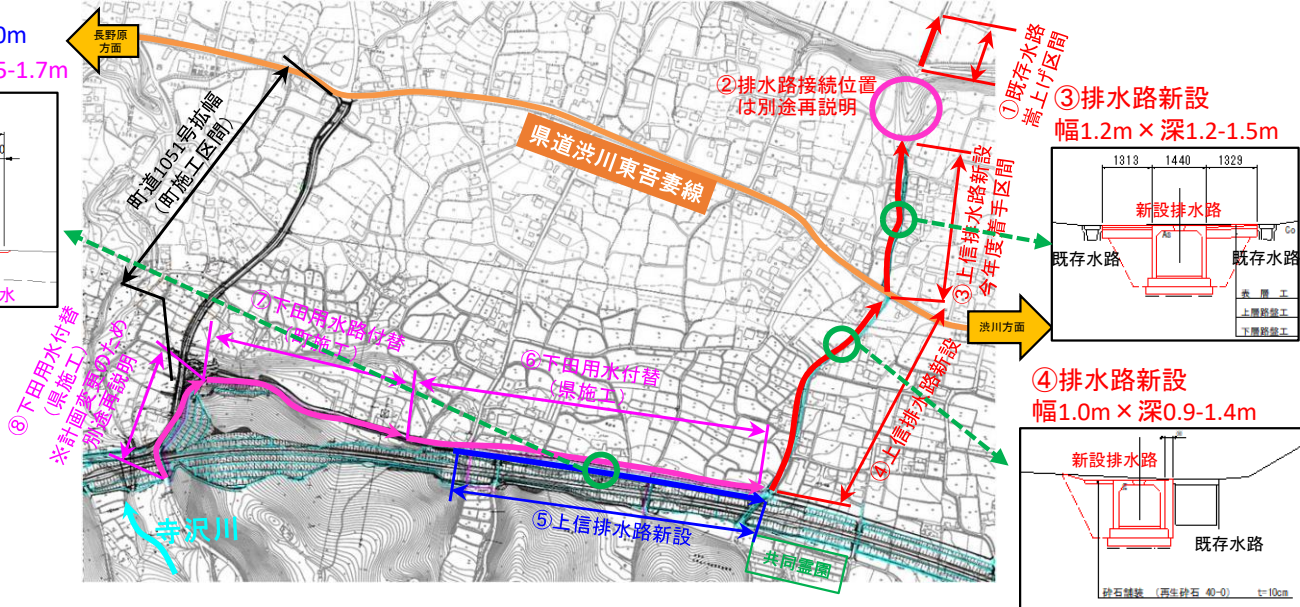 0m
5-1.7m
0
水
長野原
方面
町道1051号拡幅
(町施工区間)
県道渋川東吾妻線
②排水路接続位置
は別途再説明
①既存水路
嵩上げ区間
③上信排水路新設
今年度着手区間
渋川方面
④上信排水路新設
⑦下田用水路付替
(町施工)
⑥下田用水付替
(県施工)
⑧下田用水付替
(県施工)
※計画変更のため
別途再説明
⑤上信排水路新設
寺沢川
共同霊園
③排水路新設
幅1.2m×深1.2-1.5m
1313 1440 1329
新設排水路
As
Co
既存水路 既存水路
表層工
上層路盤工
下層路盤工
④排水路新設
幅1.0m×深0.9-1.4m
新設排水路
既存水路
砕石舗装 (再生砕石 40-0) t=10cm